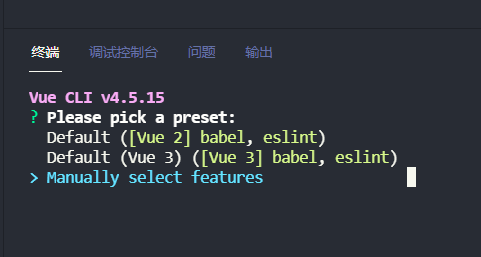 终端 调试控制台 问题 输出
Vue CLI v4.5.15
? Please pick a preset:
Default ([Vue 2] babel, eslint)
Default (Vue 3) ([Vue 3] babel, eslint)
> Manually select features